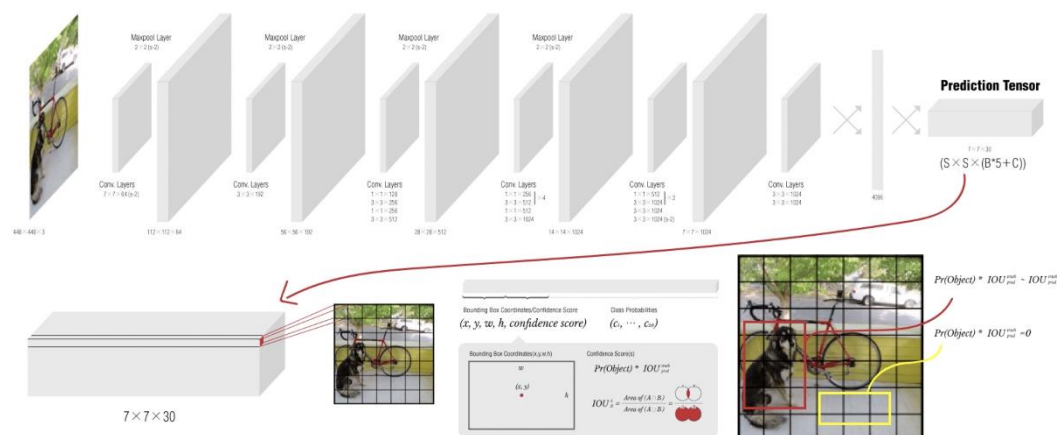 Maxpool Layer
2×2 (s-2)
Maxpool Layer
2×2 (s-2)
Maxpool Layer
2×2 (s-2)
Maxpool Layer
2×2 (s-2)
Prediction Tensor
7×7×30
(S×S×(B*5+C))
Conv. Layers
7×7×64 (s-2)
Conv. Layers
3×3×192
Conv. Layers
1×1×128
3×3×256
1×1×256
3×3×512
Conv. Layers
1×1×256
3×3×512
×4
1×1×512
3×3×1024
Conv. Layers
1×1×512
3×3×1024
×2
3×3×1024
3×3×1024 (s-2)
Conv. Layers
3×3×1024
3×3×1024
4096
448×448×3
112×112×64
56×56×192
28×28×512
14×14×1024
7×7×1024
7×7×30
Bounding Box Coordinates/Confidence Score
(x, y, w, h, confidence score)
Class Probabilities
Bounding Box Coordinates(x,y,w,h)
w
(x, y)
h
Confidence Score(s)
Pr(Object) * IOU
IOU = Area of (A ∩ B) / Area of (A ∪ B) =
Pr(Object) * IOU ~ IOU
Pr(Object) * IOU =0